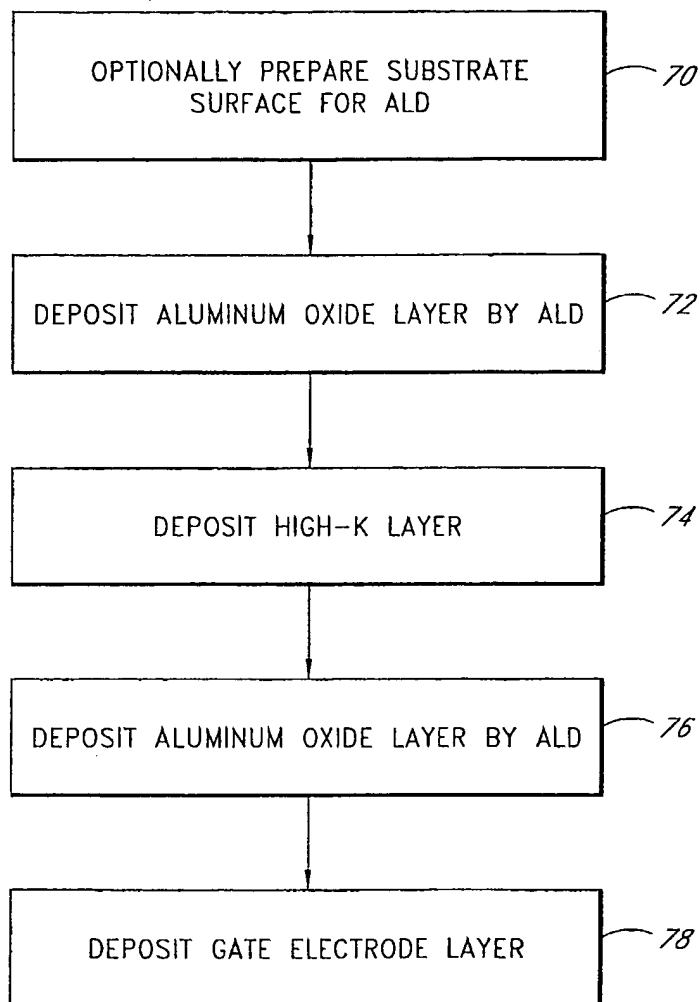 OPTIONALLY PREPARE SUBSTRATE
SURFACE FOR ALD
70
DEPOSIT ALUMINUM OXIDE LAYER BY ALD
72
DEPOSIT HIGH-K LAYER
74
DEPOSIT ALUMINUM OXIDE LAYER BY ALD
76
DEPOSIT GATE ELECTRODE LAYER
78